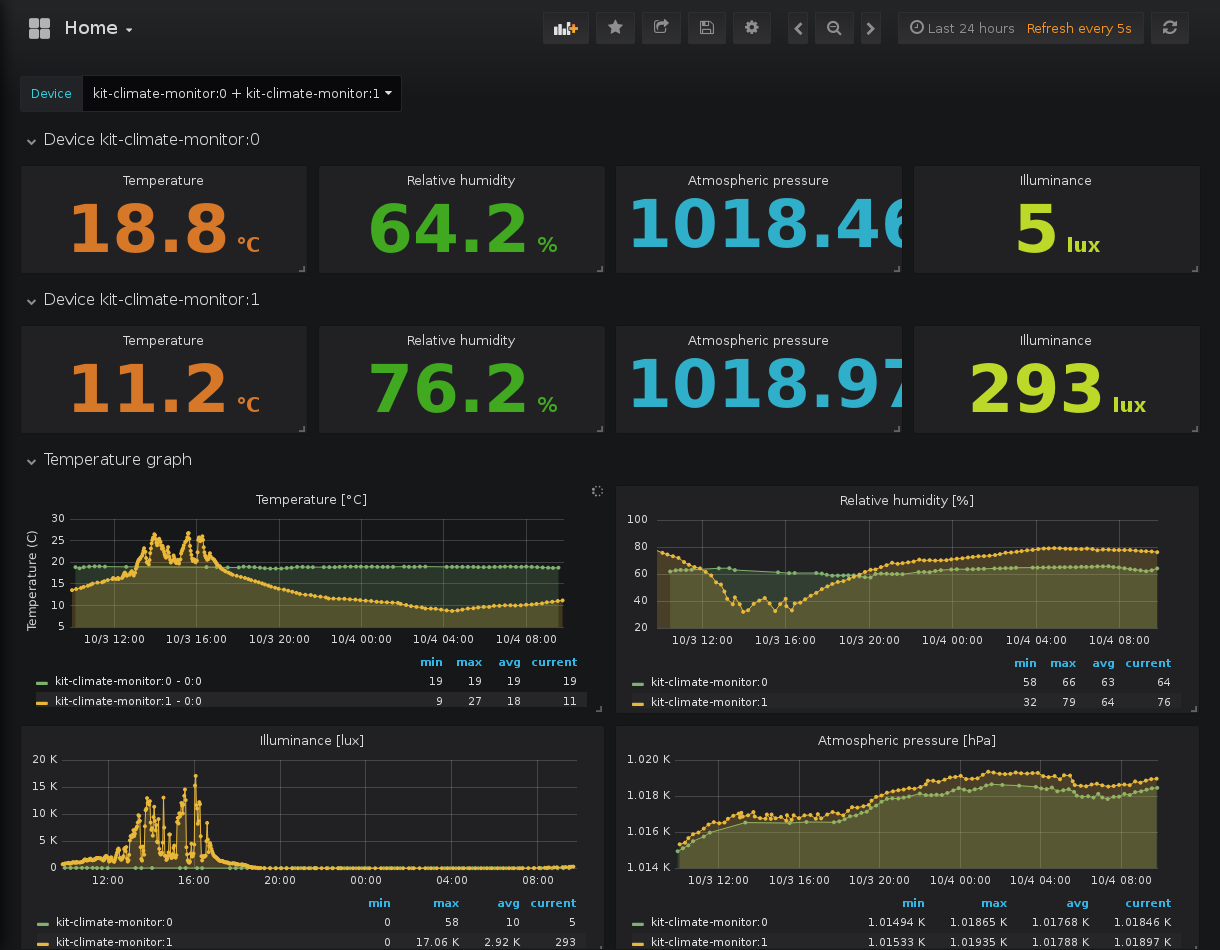 Home
Last 24 hours Refresh every 5s
Device kit-climate-monitor:0 + kit-climate-monitor:1
Device kit-climate-monitor:0
Temperature Relative humidity Atmospheric pressure Illuminance
18.8 °C 64.2 % 1018.46 5 lux
Device kit-climate-monitor:1
Temperature Relative humidity Atmospheric pressure Illuminance
11.2 °C 76.2 % 1018.97 293 lux
Temperature graph
Temperature [°C]
Temperature (C)
30
25
20
15
10
5
10/3 12:00 10/3 16:00 10/3 20:00 10/4 00:00 10/4 04:00 10/4 08:00
min max avg current
kit-climate-monitor:0 - 0:0 19 19 19 19
kit-climate-monitor:1 - 0:0 9 27 18 11
Relative humidity [%]
100
80
60
40
20
10/3 12:00 10/3 16:00 10/3 20:00 10/4 00:00 10/4 04:00 10/4 08:00
min max avg current
kit-climate-monitor:0 58 66 63 64
kit-climate-monitor:1 32 79 64 76
Illuminance [lux]
20 K
15 K
10 K
5 K
0
12:00 16:00 20:00 00:00 04:00 08:00
min max avg current
kit-climate-monitor:0 0 58 10 5
kit-climate-monitor:1 0 17.06 K 2.92 K 293
Atmospheric pressure [hPa]
1.020 K
1.018 K
1.016 K
1.014 K
10/3 12:00 10/3 16:00 10/3 20:00 10/4 00:00 10/4 04:00 10/4 08:00
min max avg current
kit-climate-monitor:0 1.01494 K 1.01865 K 1.01768 K 1.01846 K
kit-climate-monitor:1 1.01533 K 1.01935 K 1.01788 K 1.01897 K